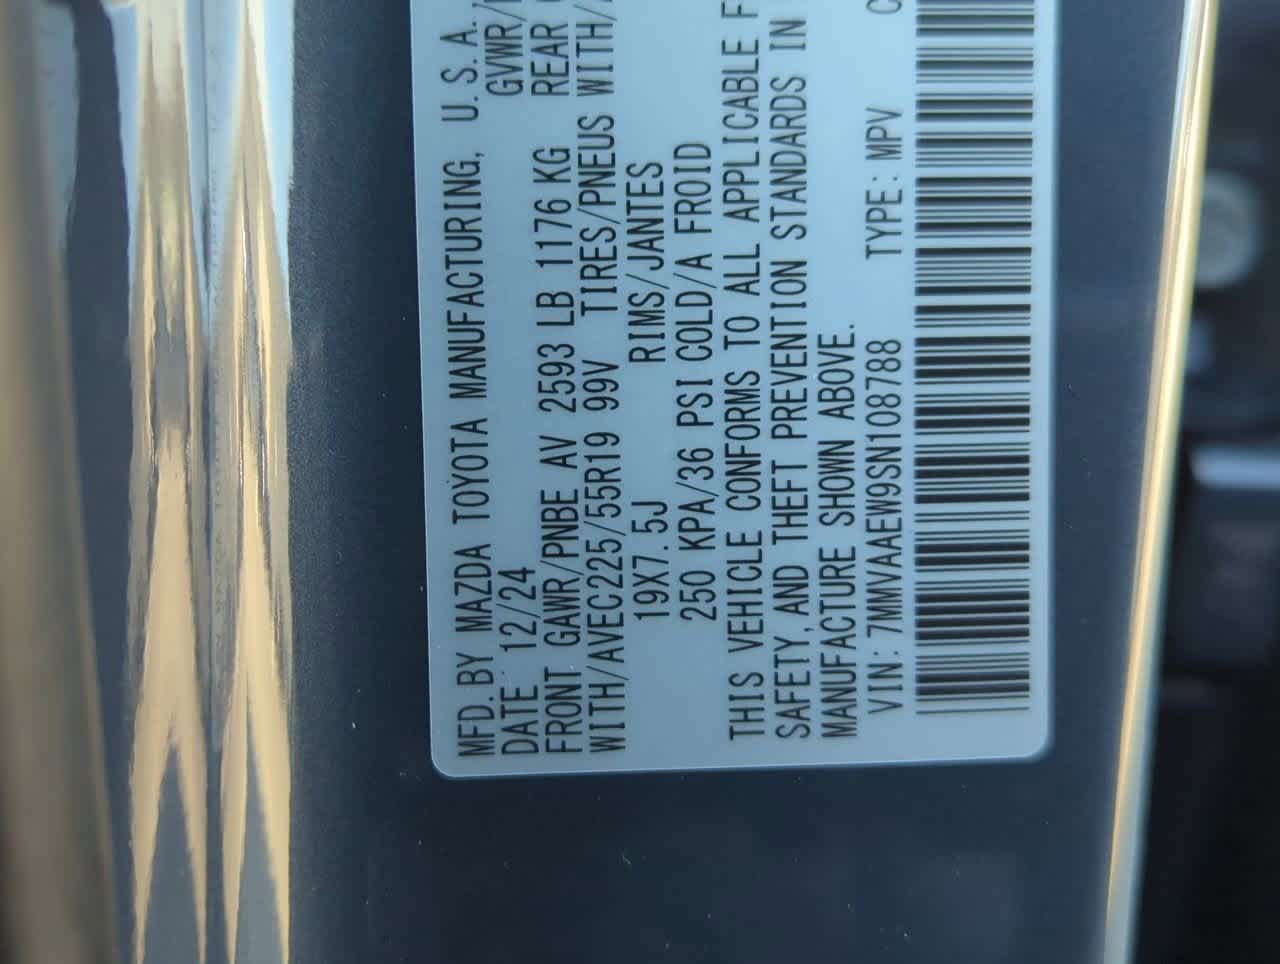 MFD. BY MAZDA TOYOTA MANUFACTURING, U. S. A.
DATE 12/24 GVWR/
FRONT GAWR/PNBE AV 2593 LB 1176 KG REAR
WITH/AVEC225/55R19 99V TIRES/PNEUS WITH/
19X7.5J RIMS/JANTES
250 KPA/36 PSI COLD/A FROID
THIS VEHICLE CONFORMS TO ALL APPLICABLE F
SAFETY, AND THEFT PREVENTION STANDARDS IN
MANUFACTURE SHOWN ABOVE.
VIN: 7MMVAAEW9SN108788 TYPE: MPV C